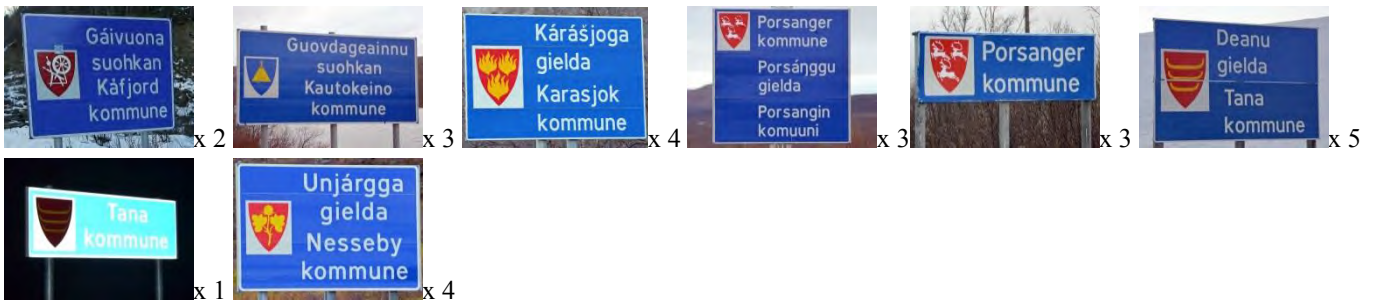 Gáivuona
suohkan
Kåfjord
kommune
x 2
Guovdageainnu
suohkan
Kautokeino
kommune
x 3
Kárášjoga
gielda
Karasjok
kommune
x 4
Porsanger
kommune
Porsáŋggu
gielda
Porsangin
komuuni
x 3
Porsanger
kommune
x 3
Deanu
gielda
Tana
kommune
x 5
Tana
kommune
x 1
Unjárgga
gielda
Nesseby
kommune
x 4